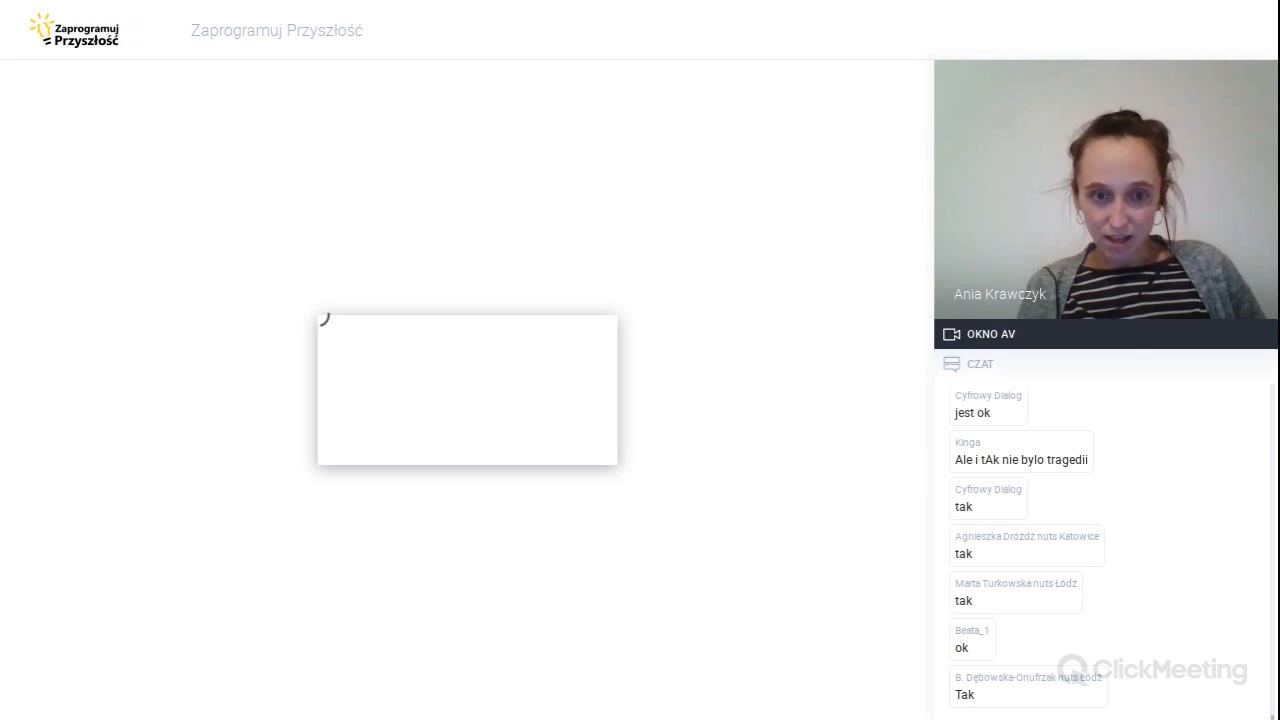 Zaprogramuj
Przyszłość
Zaprogramuj Przyszłość
Ania Krawczyk
OKNO AV
CZAT
Cyfrowy Dialog
jest ok
Kinga
Ale i tAk nie bylo tragedii
Cyfrowy Dialog
tak
Agnieszka Dróżdż nuts Katowice
tak
Marta Turkowska nuts Łódź
tak
Beata_1
ok
B. Dębowska-Onufrzak nuts Łódź
Tak
ClickMeeting